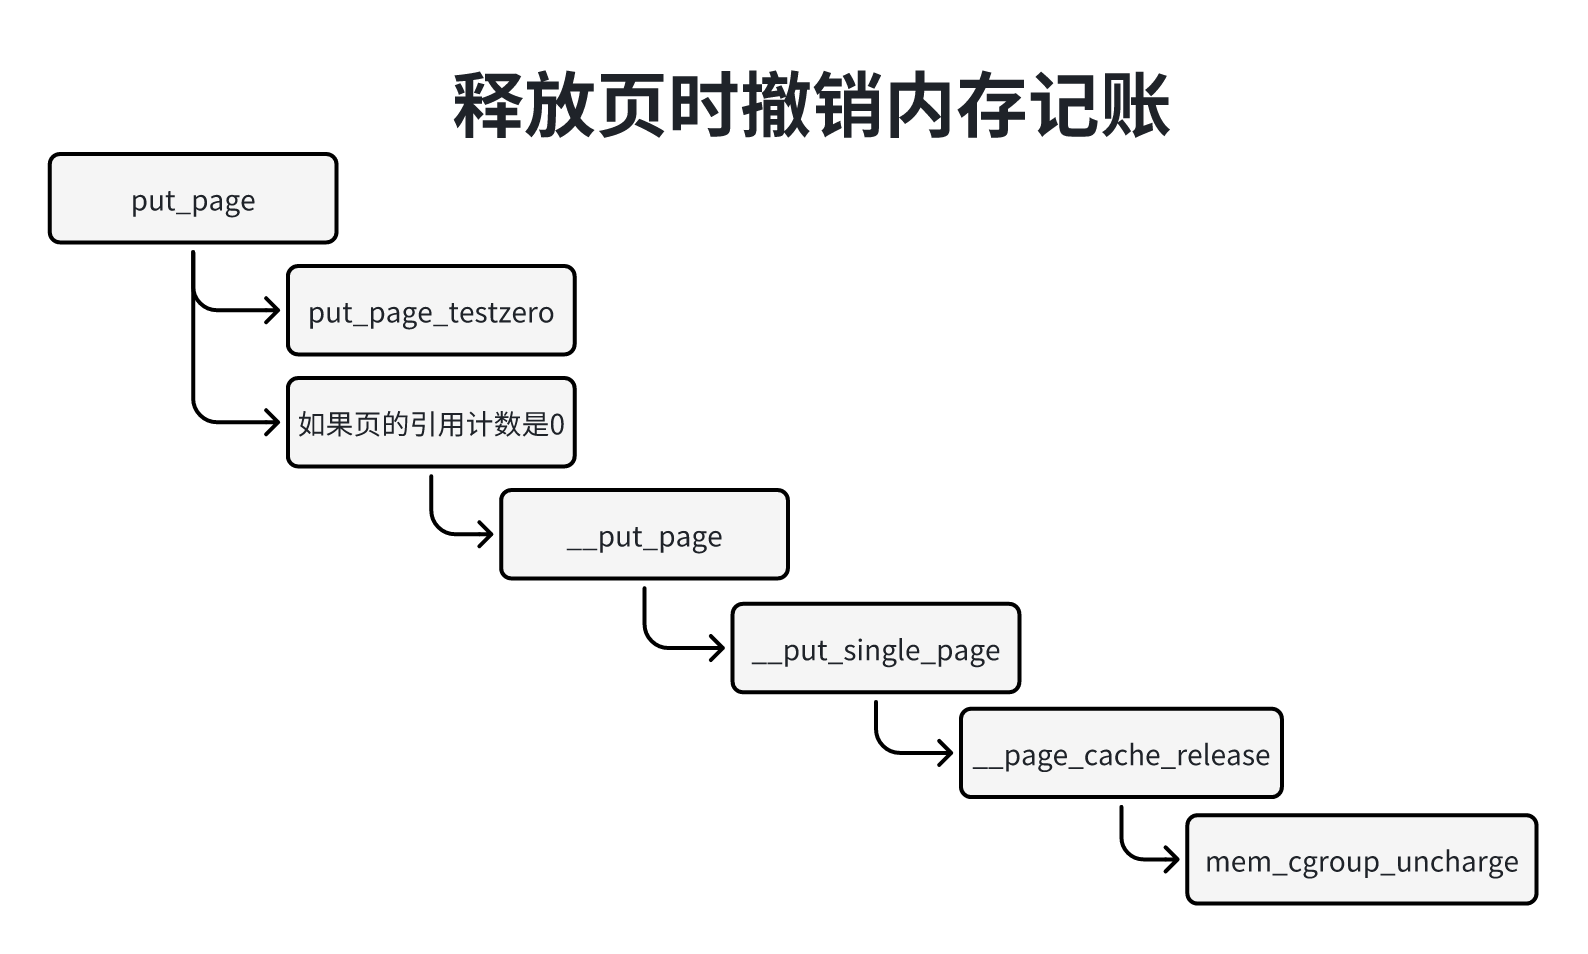 释放页时撤销内存记账
put_page
put_page_testzero
如果页的引用计数是0
__put_page
__put_single_page
__page_cache_release
mem_cgroup_uncharge